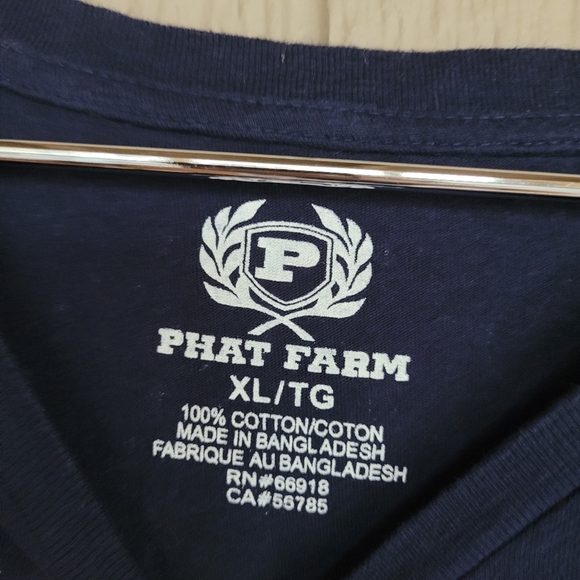 P
PHAT FARM
XL/TG
100% COTTON/COTON
MADE IN BANGLADESH
FABRIQUE AU BANGLADESH
RN#66918
CA#56785